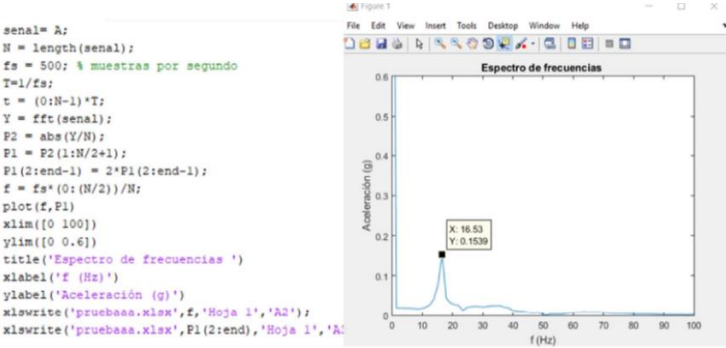 senal= A;
N = length(senal);
fs = 500; % muestras por segundo
T=1/fs;
t = (0:N-1)*T;
Y = fft(senal);
P2 = abs(Y/N);
P1 = P2(1:N/2+1);
P1(2:end-1) = 2*P1(2:end-1);
f = fs*(0:(N/2))/N;
plot(f,P1)
xlim([0 100])
ylim([0 0.6])
title('Espectro de frecuencias ')
xlabel('f (Hz)')
ylabel('Aceleración (g)')
xlswrite('pruebaaa.xlsx',f,'Hoja 1','A2');
xlswrite('pruebaaa.xlsx',P1(2:end),'Hoja 1','A
Figure 1
File Edit View Insert Tools Desktop Window Help
Espectro de frecuencias
0.6
0.5
0.4
0.3
0.2
0.1
0
Aceleración (g)
X: 16.53
Y: 0.1539
0 10 20 30 40 50 60 70 80 90 100
f (Hz)